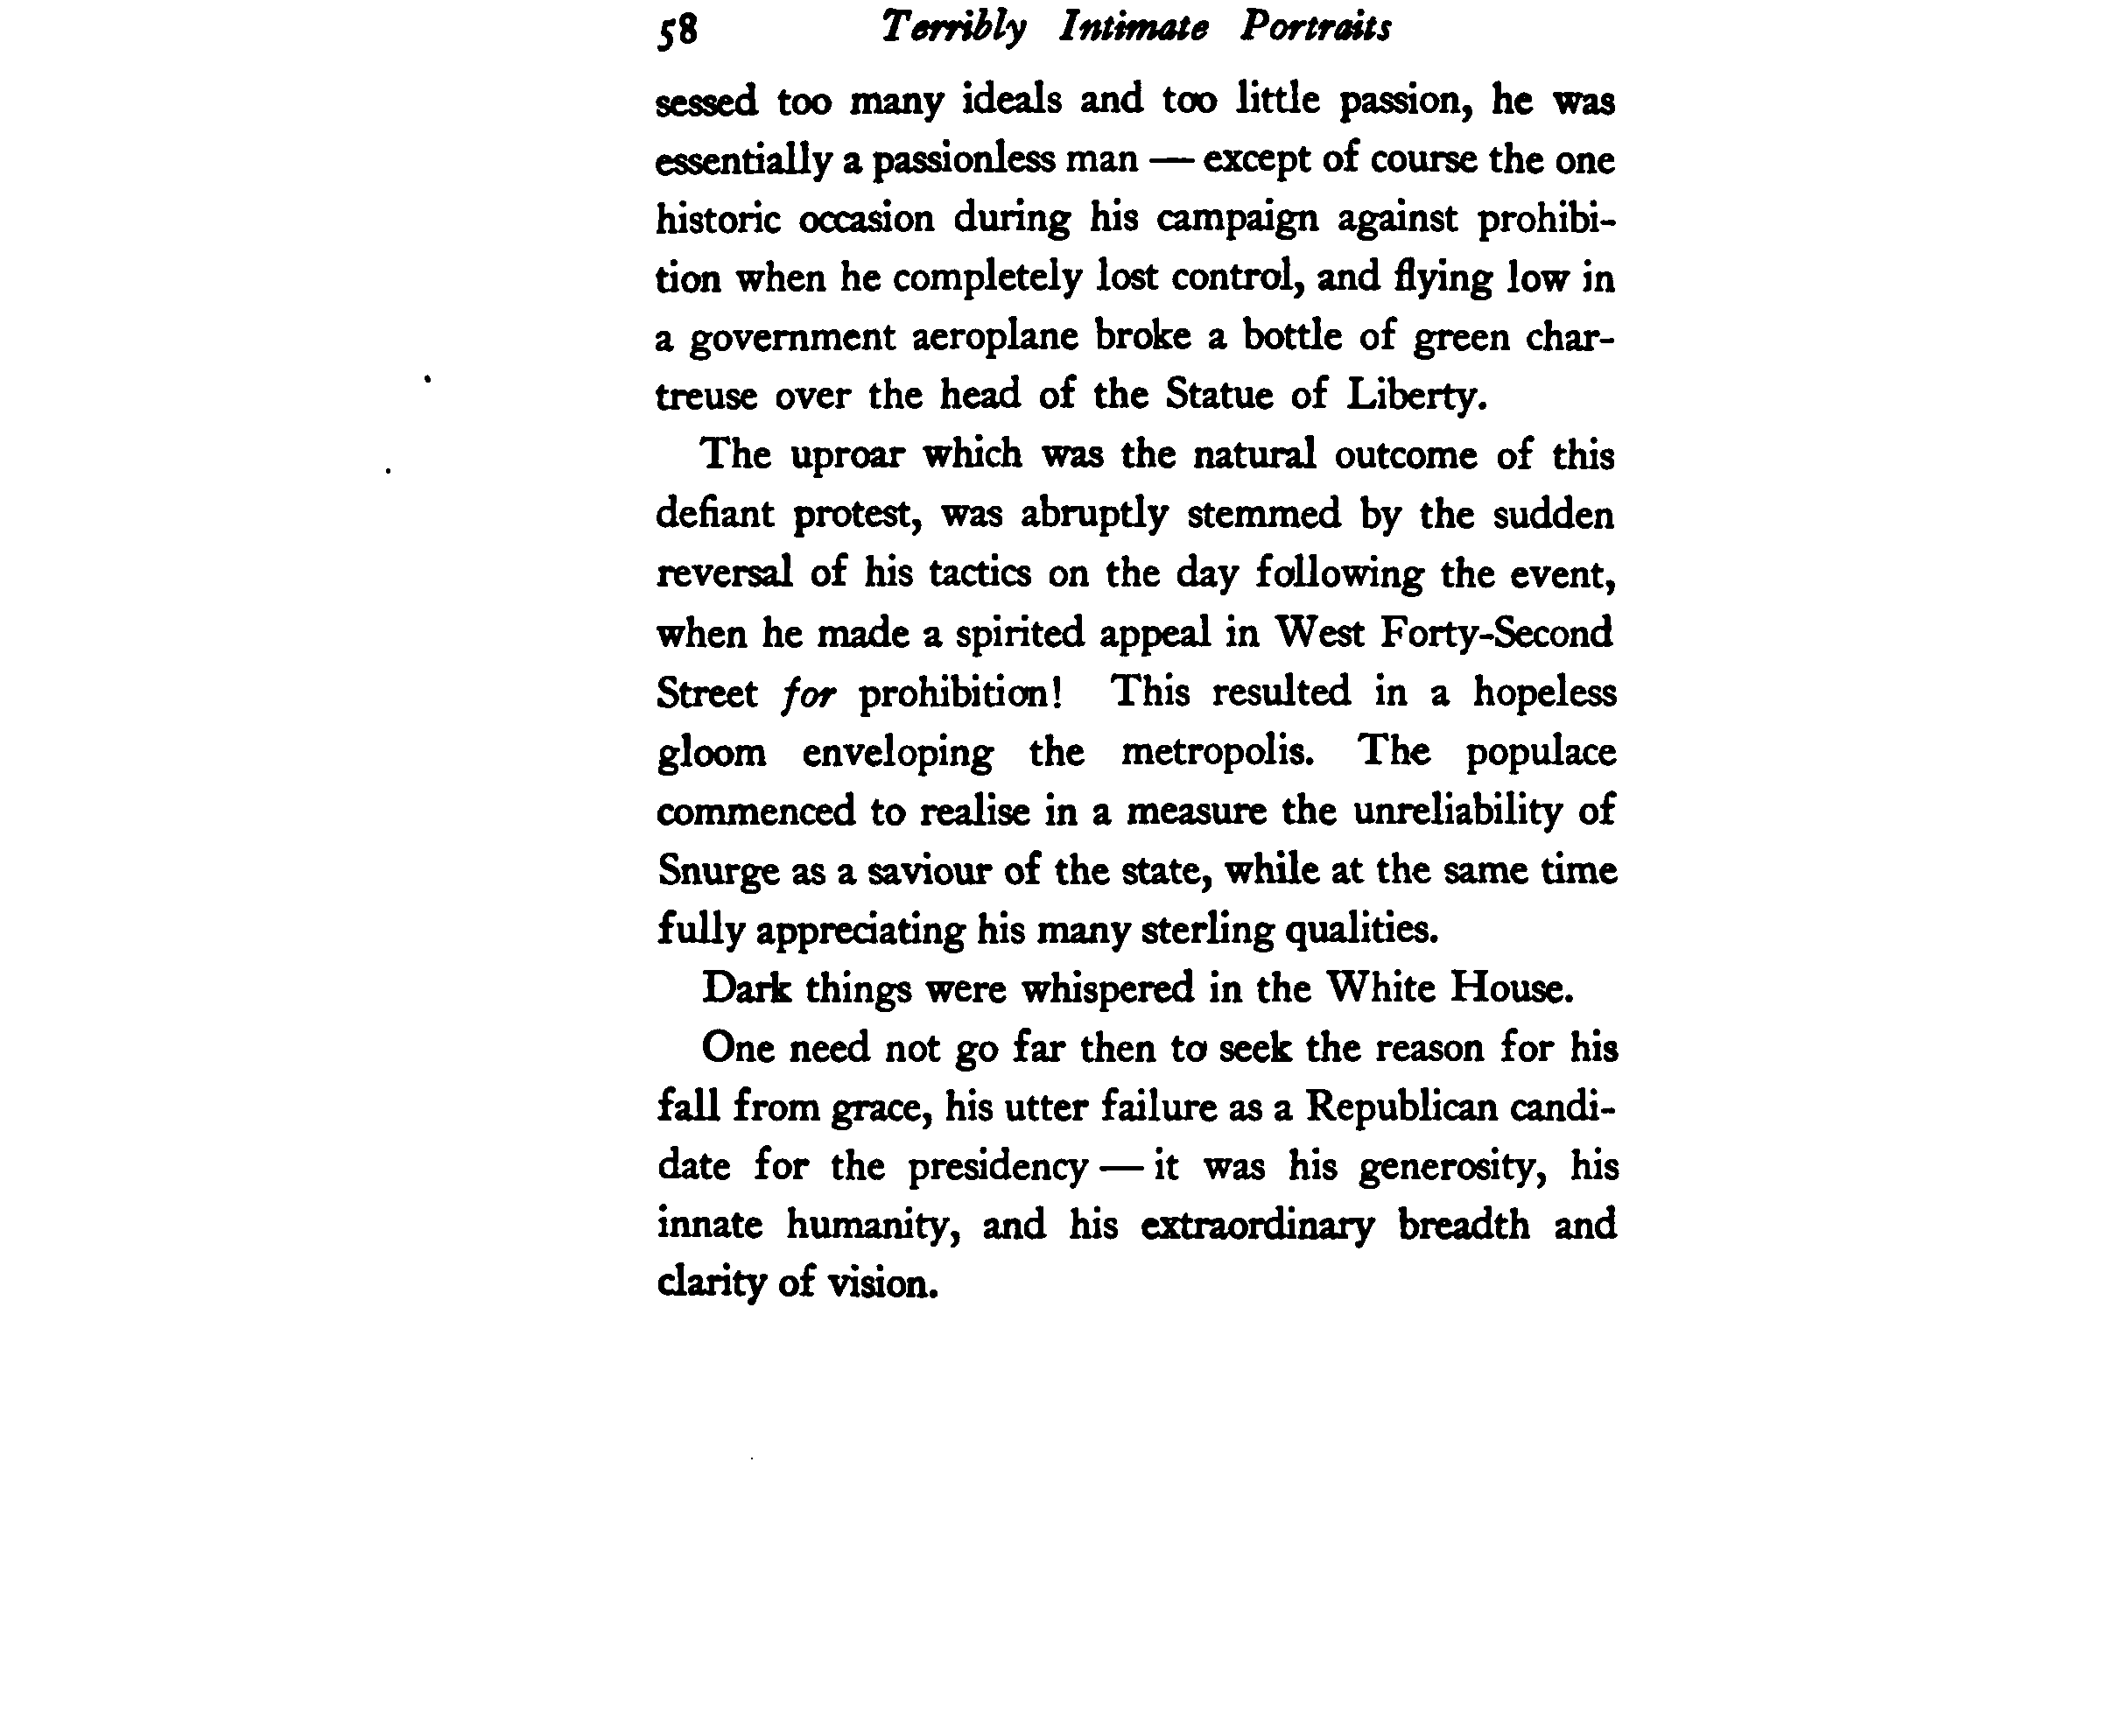 58 Terribly Intimate Portraits
sessed too many ideals and too little passion, he was
essentially a passionless man — except of course the one
historic occasion during his campaign against prohibi-
tion when he completely lost control, and flying low in
a government aeroplane broke a bottle of green char-
treuse over the head of the Statue of Liberty.
The uproar which was the natural outcome of this
defiant protest, was abruptly stemmed by the sudden
reversal of his tactics on the day following the event,
when he made a spirited appeal in West Forty-Second
Street for prohibition! This resulted in a hopeless
gloom enveloping the metropolis. The populace
commenced to realise in a measure the unreliability of
Snurge as a saviour of the state, while at the same time
fully appreciating his many sterling qualities.
Dark things were whispered in the White House.
One need not go far then to seek the reason for his
fall from grace, his utter failure as a Republican candi-
date for the presidency — it was his generosity, his
innate humanity, and his extraordinary breadth and
clarity of vision.